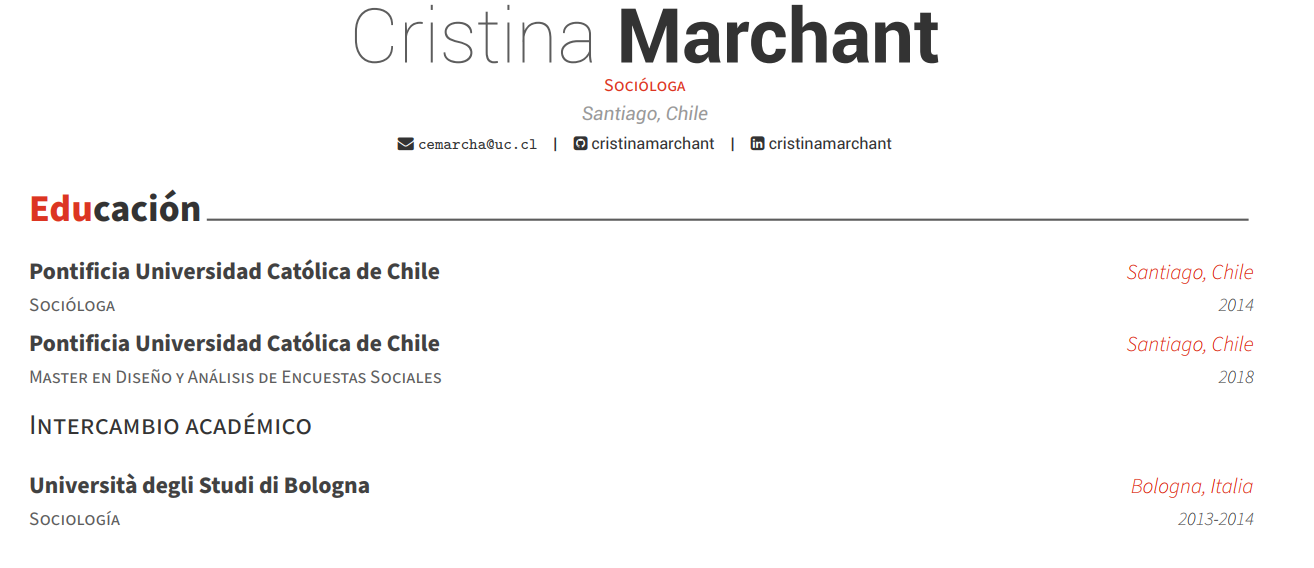 Cristina Marchant
Socióloga
Santiago, Chile
cemarcha@uc.cl | cristinamarchant | cristinamarchant
Educación
Pontificia Universidad Católica de Chile Santiago, Chile
Socióloga 2014
Pontificia Universidad Católica de Chile Santiago, Chile
Master en Diseño y Análisis de Encuestas Sociales 2018
Intercambio académico
Università degli Studi di Bologna Bologna, Italia
Sociología 2013-2014